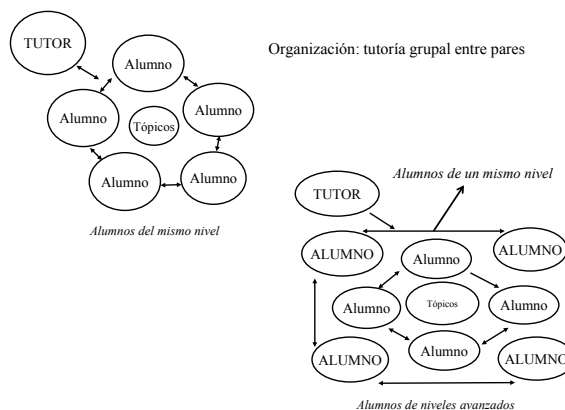 TUTOR
Alumno
Organización: tutoría grupal entre pares
Alumno
Tópicos
Alumno
Alumno
Alumno
Alumnos del mismo nivel
Alumnos de un mismo nivel
TUTOR
ALUMNO
Alumno
ALUMNO
Alumno
Tópicos
Alumno
Alumno
ALUMNO
ALUMNO
Alumnos de niveles avanzados